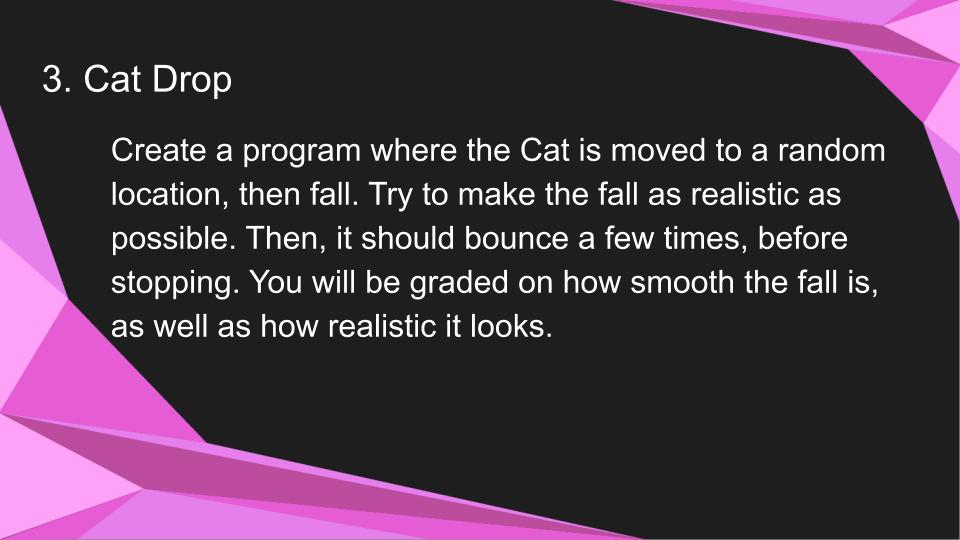 3. Cat Drop
Create a program where the Cat is moved to a random
location, then fall. Try to make the fall as realistic as
possible. Then, it should bounce a few times, before
stopping. You will be graded on how smooth the fall is,
as well as how realistic it looks.